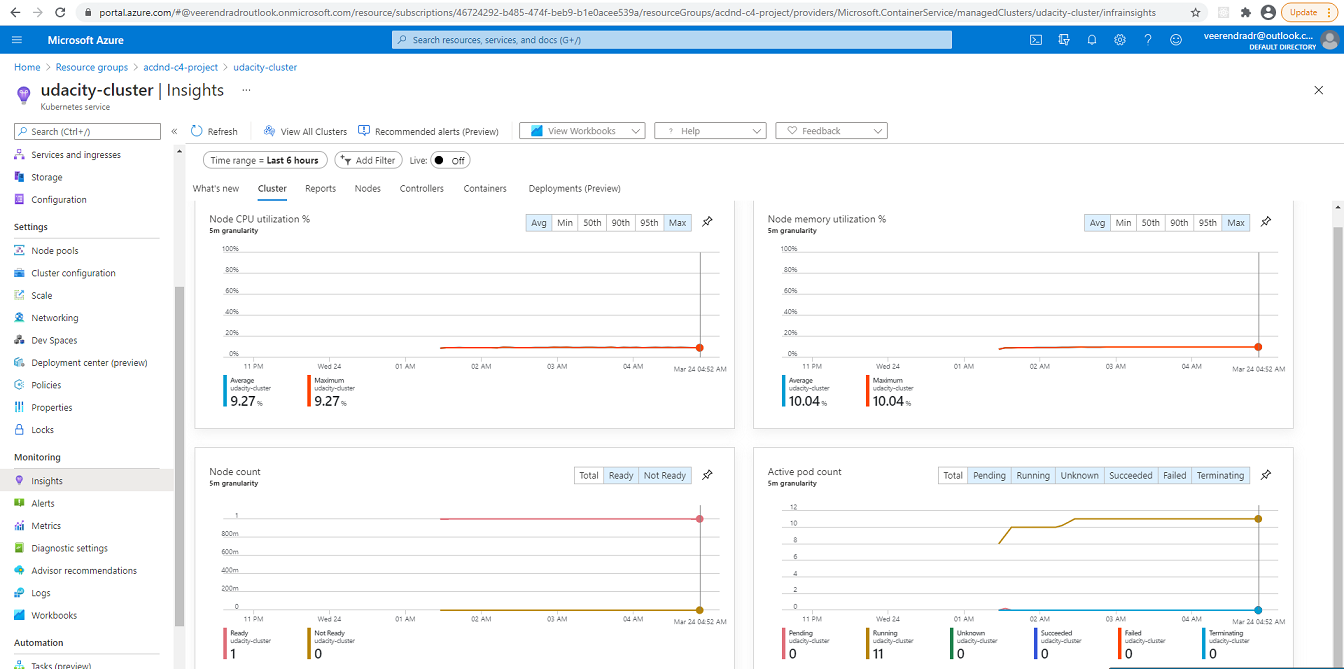 portal.azure.com/#@veerendradroutlook.onmicrosoft.com/resource/subscriptions/46724292-b485-474f-beb9-b1e0acee539a/resourceGroups/acdnd-c4-project/providers/Microsoft.ContainerService/managedClusters/udacity-cluster/infrainsights
Update
Microsoft Azure
Search resources, services, and docs (G+/)
veerendradr@outlook.c...
DEFAULT DIRECTORY
Home > Resource groups > acdnd-c4-project > udacity-cluster
udacity-cluster | Insights ...
Kubernetes service
Search (Ctrl+/)
«
Refresh
View All Clusters
Recommended alerts (Preview)
View Workbooks
? Help
Feedback
Services and ingresses
Storage
Configuration
Settings
Node pools
Cluster configuration
Scale
Networking
Dev Spaces
Deployment center (preview)
Policies
Properties
Locks
Monitoring
Insights
Alerts
Metrics
Diagnostic settings
Advisor recommendations
Logs
Workbooks
Automation
Tasks (preview)
Time range = Last 6 hours
Add Filter
Live: Off
What's new
Cluster
Reports
Nodes
Controllers
Containers
Deployments (Preview)
Node CPU utilization %
5m granularity
Avg Min 50th 90th 95th Max
100%
80%
60%
40%
20%
0%
11 PM Wed 24 01 AM 02 AM 03 AM 04 AM Mar 24 04:52 AM
Average
udacity-cluster
9.27 %
Maximum
udacity-cluster
9.27 %
Node memory utilization %
5m granularity
Avg Min 50th 90th 95th Max
100%
80%
60%
40%
20%
0%
11 PM Wed 24 01 AM 02 AM 03 AM 04 AM Mar 24 04:52 AM
Average
udacity-cluster
10.04 %
Maximum
udacity-cluster
10.04 %
Node count
5m granularity
Total Ready Not Ready
1
800m
600m
400m
200m
0
11 PM Wed 24 01 AM 02 AM 03 AM 04 AM Mar 24 04:52 AM
Ready
udacity-cluster
1
Not Ready
udacity-cluster
0
Active pod count
5m granularity
Total Pending Running Unknown Succeeded Failed Terminating
12
10
8
6
4
2
0
11 PM Wed 24 01 AM 02 AM 03 AM 04 AM Mar 24 04:52 AM
Pending
udacity-cluster
0
Running
udacity-cluster
11
Unknown
udacity-cluster
0
Succeeded
udacity-cluster
0
Failed
udacity-cluster
0
Terminating
udacity-cluster
0